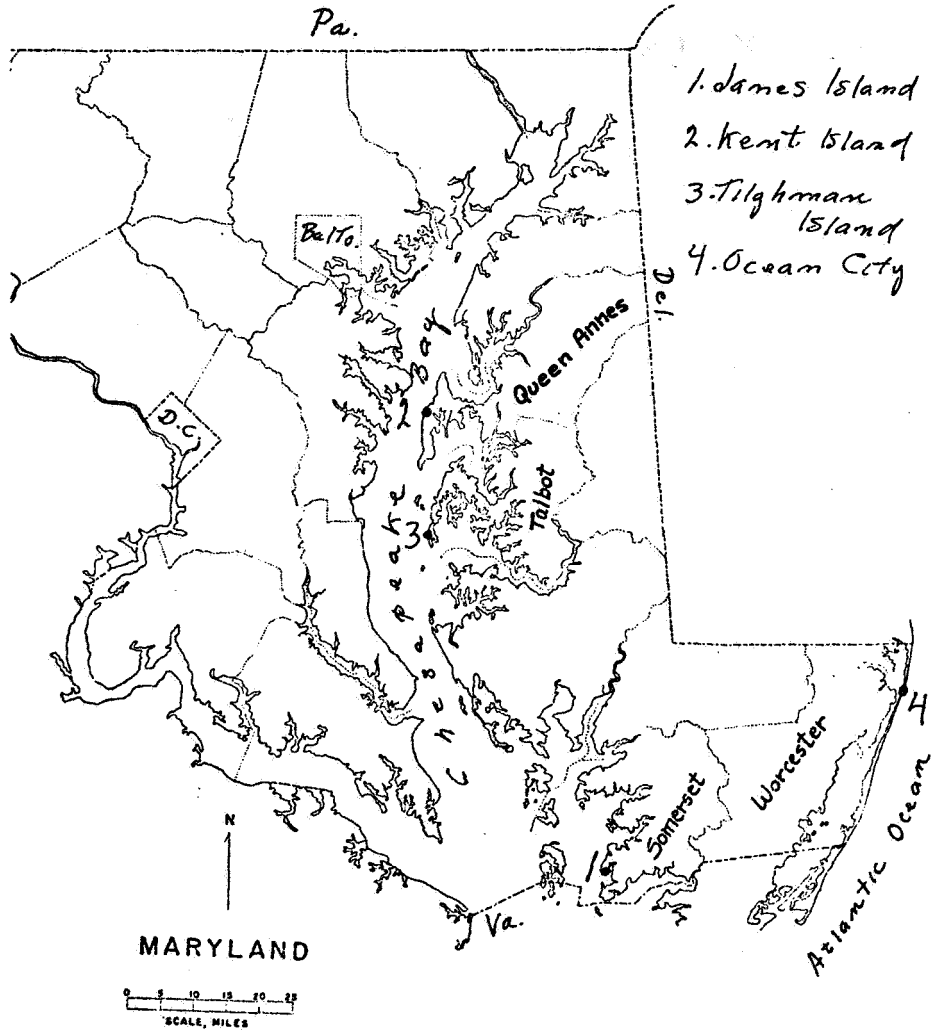 Pa.
1. Janes Island
2. Kent Island
3. Tilghman
Island
4. Ocean City
Balto.
Del.
Queen Annes
Bay
2
D.C.
Talbot
Chesapeake
3
4
Worcester
Somerset
Atlantic Ocean
N
1
Va.
MARYLAND
0 5 10 15 20 25
SCALE, MILES